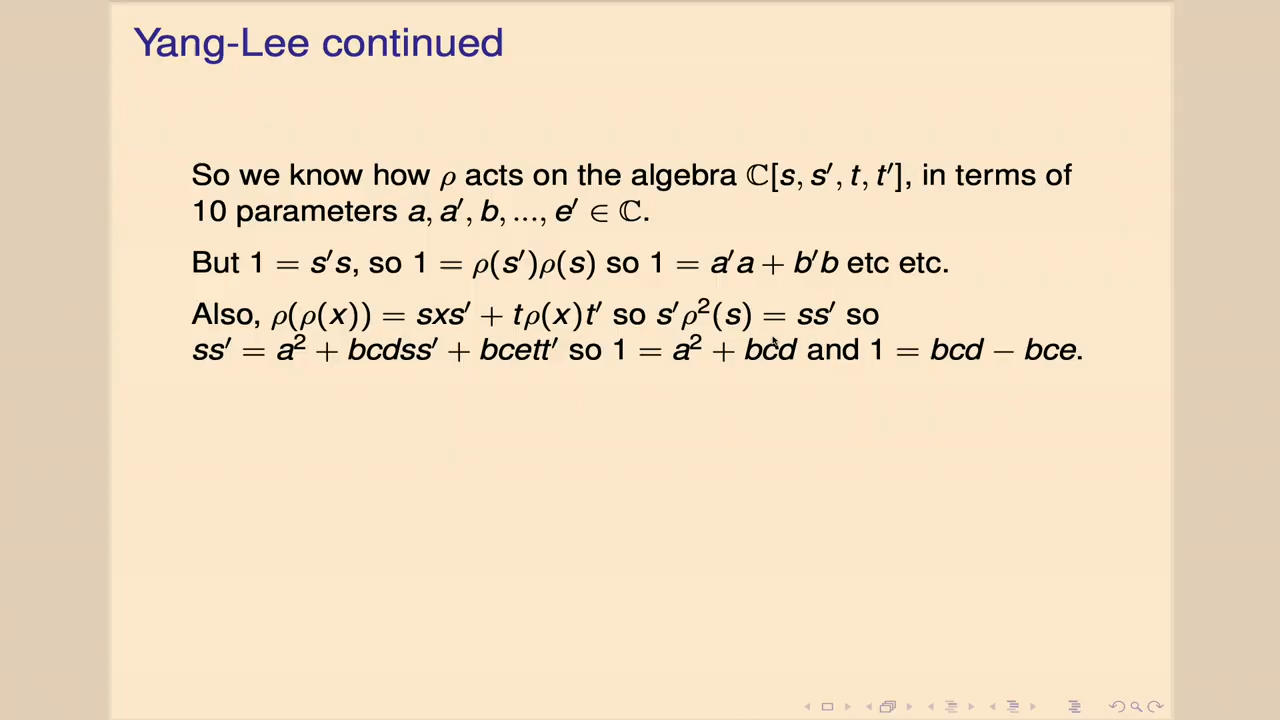 Yang-Lee continued
So we know how ρ acts on the algebra ℂ[s, s′, t, t′], in terms of
10 parameters a, a′, b, ..., e′ ∈ ℂ.
But 1 = s′s, so 1 = ρ(s′)ρ(s) so 1 = a′a + b′b etc etc.
Also, ρ(ρ(x)) = sxs′ + tρ(x)t′ so s′ρ²(s) = ss′ so
ss′ = a² + bcdss′ + bcett′ so 1 = a² + bcd and 1 = bcd − bce.